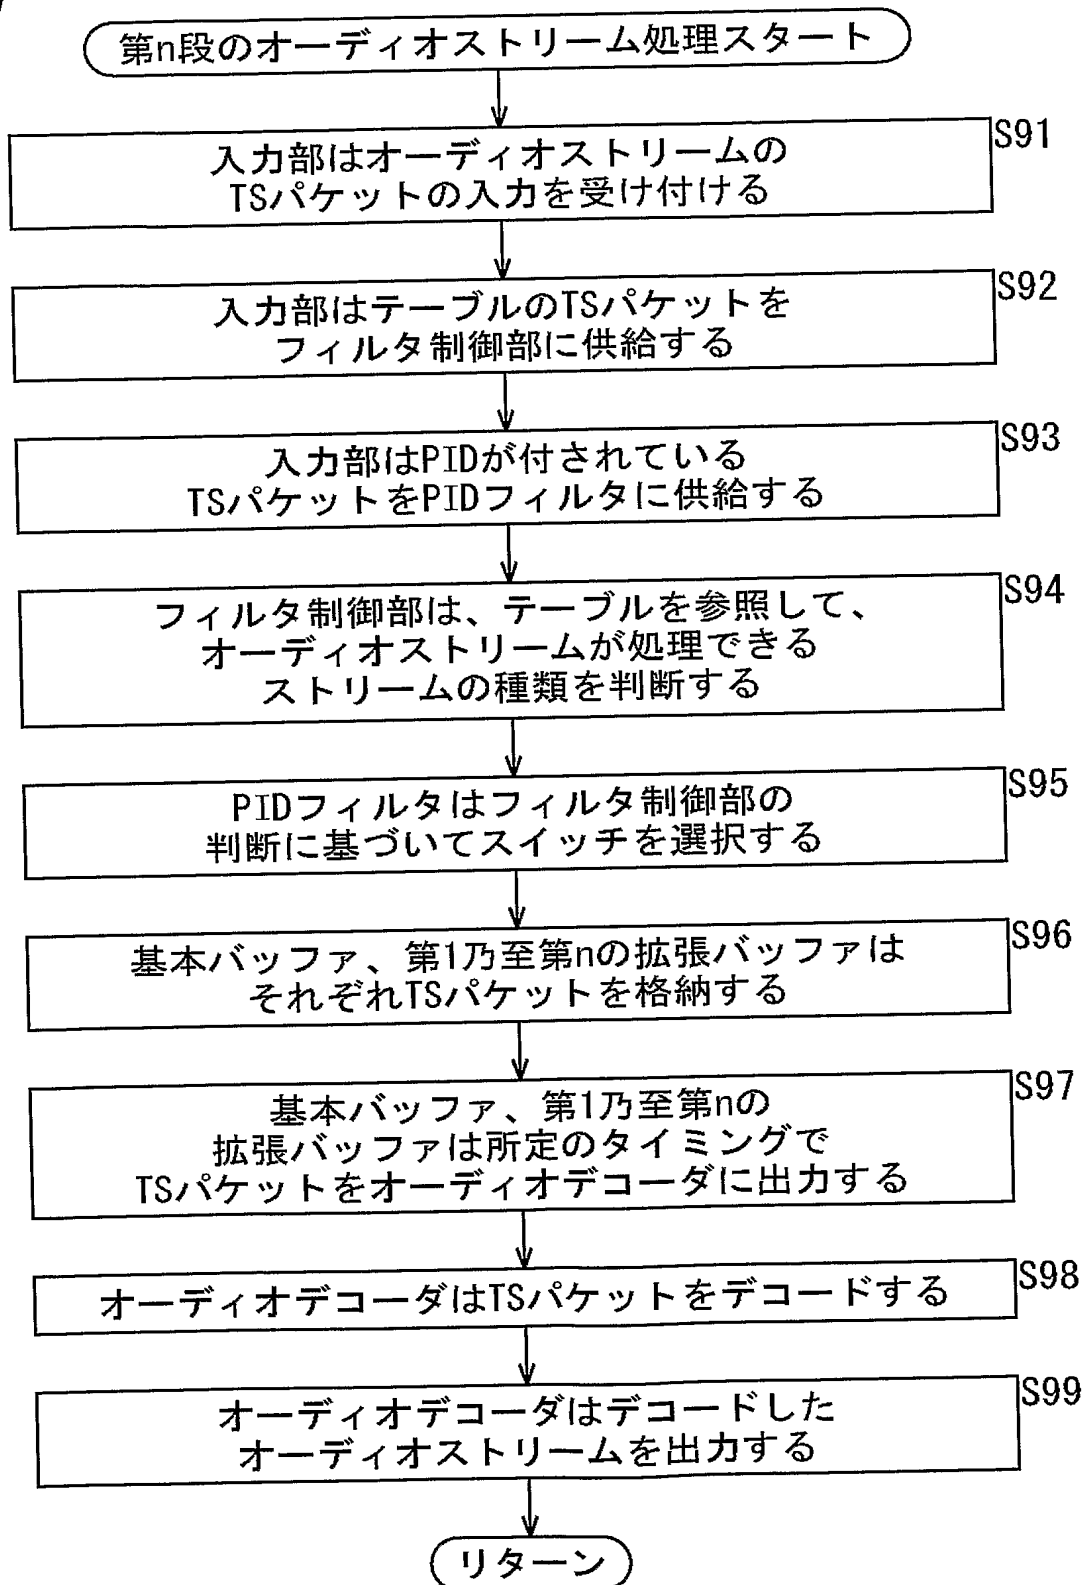 第n段のオーディオストリーム処理スタート
S91
入力部はオーディオストリームの
TSパケットの入力を受け付ける
S92
入力部はテーブルのTSパケットを
フィルタ制御部に供給する
S93
入力部はPIDが付されている
TSパケットをPIDフィルタに供給する
S94
フィルタ制御部は、テーブルを参照して、
オーディオストリームが処理できる
ストリームの種類を判断する
S95
PIDフィルタはフィルタ制御部の
判断に基づいてスイッチを選択する
S96
基本バッファ、第1乃至第nの拡張バッファは
それぞれTSパケットを格納する
S97
基本バッファ、第1乃至第nの
拡張バッファは所定のタイミングで
TSパケットをオーディオデコーダに出力する
S98
オーディオデコーダはTSパケットをデコードする
S99
オーディオデコーダはデコードした
オーディオストリームを出力する
リターン